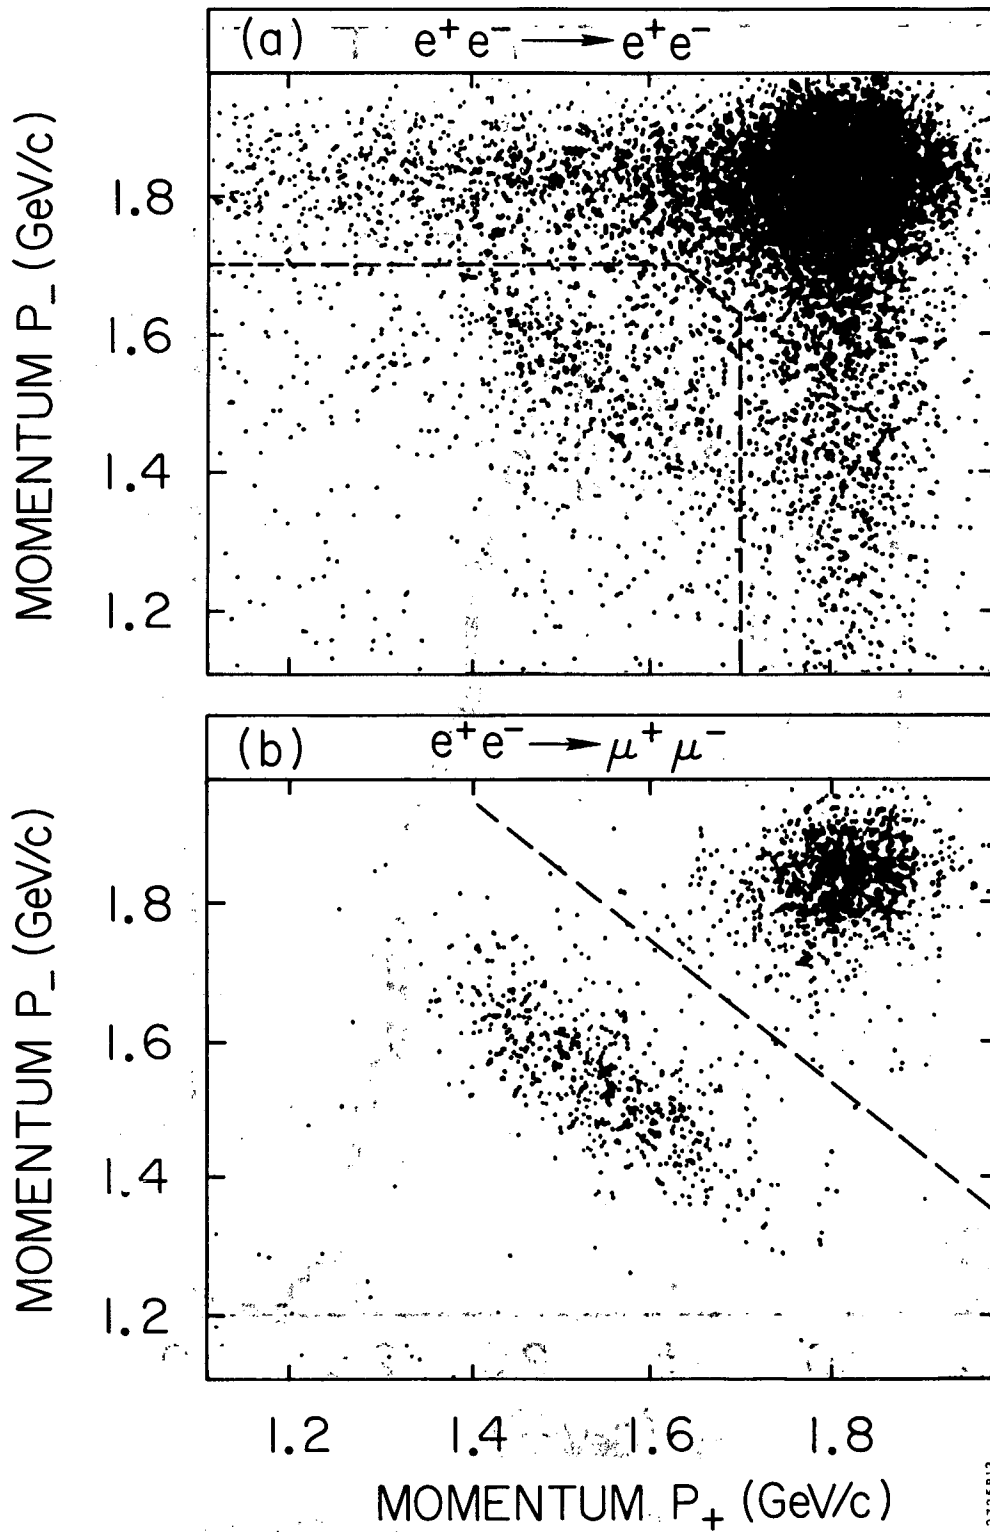 (a) e⁺e⁻ → e⁺e⁻
MOMENTUM P₋ (GeV/c)
1.8
1.6
1.4
1.2
(b) e⁺e⁻ → μ⁺μ⁻
MOMENTUM P₋ (GeV/c)
1.8
1.6
1.4
1.2
1.2 1.4 1.6 1.8
MOMENTUM P₊ (GeV/c)